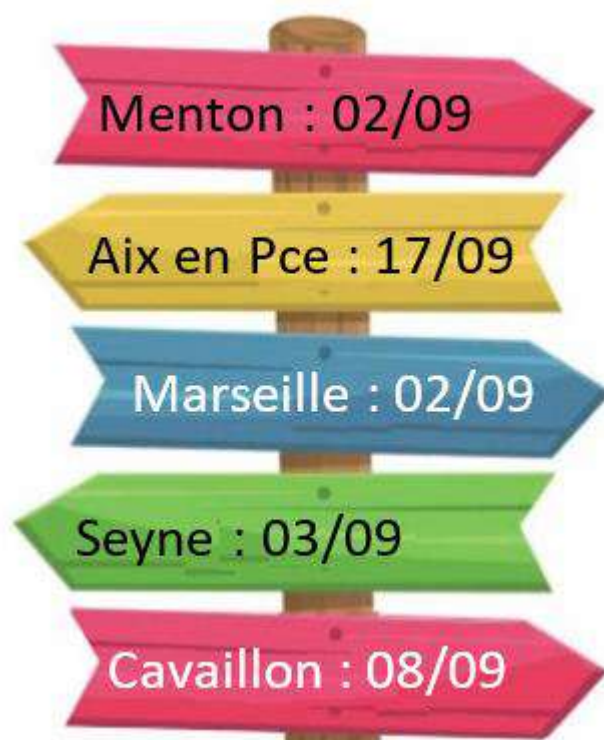 Menton : 02/09
Aix en Pce : 17/09
Marseille : 02/09
Seyne : 03/09
Cavaillon : 08/09